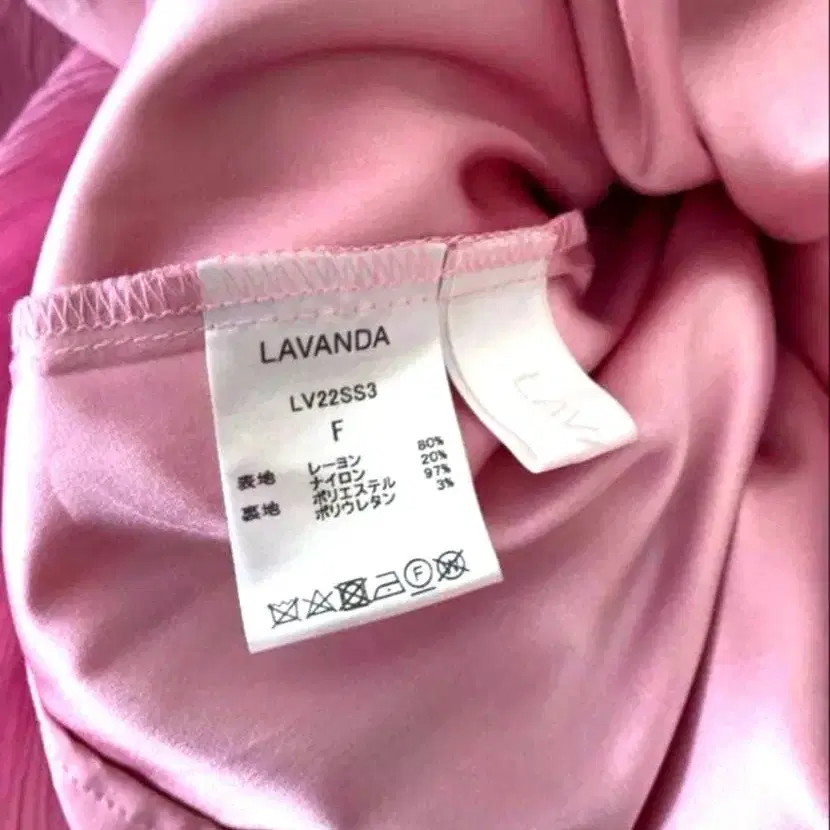 LAVANDA
LV22SS3
F
表地 レーヨン 80%
ナイロン 20%
裏地 ポリエステル 97%
ポリウレタン 3%
F W
LAVA